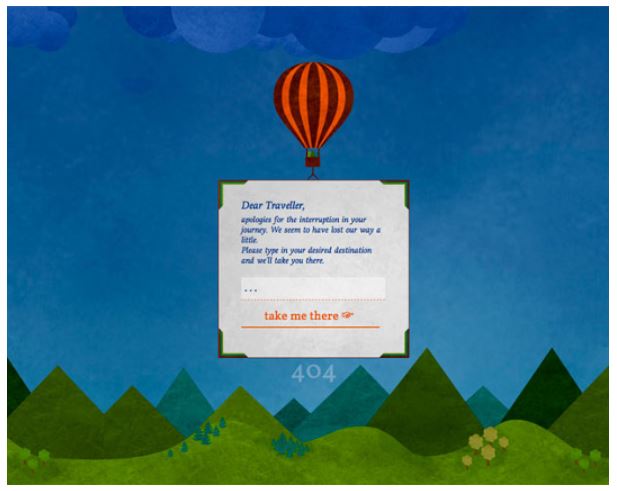 Dear Traveller,
apologies for the interruption in your
journey. We seem to have lost our way a
little.
Please type in your desired destination
and we'll take you there.
...
take me there ☞
404